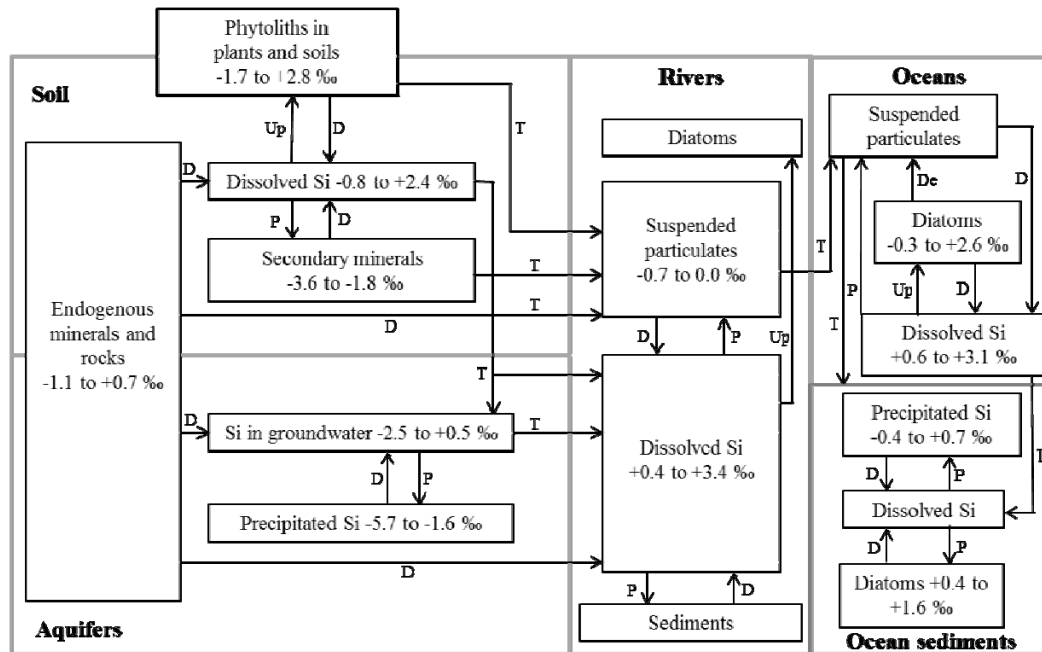 Phytoliths in
plants and soils
-1.7 to +2.8 ‰
Soil
Up
D
T
D
Dissolved Si -0.8 to +2.4 ‰
P
D
Secondary minerals
-3.6 to -1.8 ‰
T
T
D
Endogenous
minerals and
rocks
-1.1 to +0.7 ‰
T
D
Si in groundwater -2.5 to +0.5 ‰
T
D
P
Precipitated Si -5.7 to -1.6 ‰
D
Aquifers
Rivers
Diatoms
Suspended
particulates
-0.7 to 0.0 ‰
D
P
Up
Dissolved Si
+0.4 to +3.4 ‰
P
D
Sediments
T
Oceans
Suspended
particulates
De
D
Diatoms
-0.3 to +2.6 ‰
P
Up
D
T
Dissolved Si
+0.6 to +3.1 ‰
Precipitated Si
-0.4 to +0.7 ‰
T
D
P
Dissolved Si
D
P
Diatoms +0.4 to
+1.6 ‰
Ocean sediments